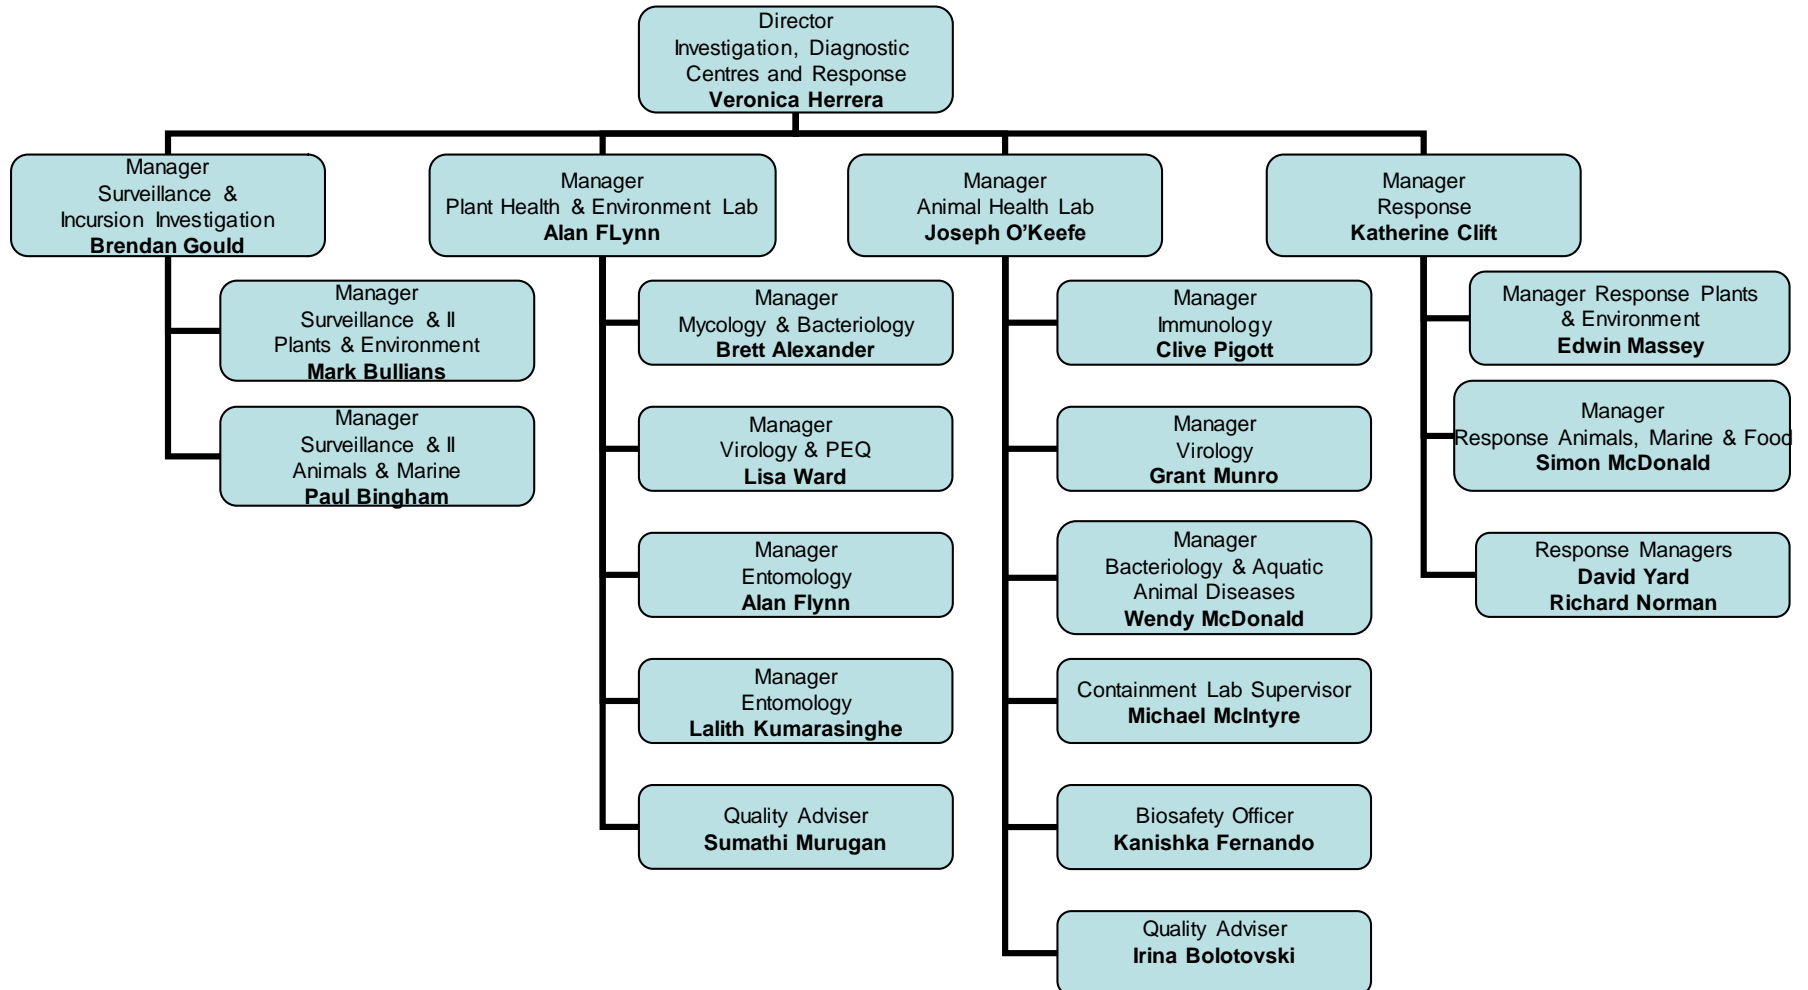 Director
Investigation, Diagnostic
Centres and Response
Veronica Herrera
Manager
Surveillance &
Incursion Investigation
Brendan Gould
Manager
Plant Health & Environment Lab
Alan FLynn
Manager
Animal Health Lab
Joseph O’Keefe
Manager
Response
Katherine Clift
Manager
Surveillance & II
Plants & Environment
Mark Bullians
Manager
Surveillance & II
Animals & Marine
Paul Bingham
Manager
Mycology & Bacteriology
Brett Alexander
Manager
Virology & PEQ
Lisa Ward
Manager
Entomology
Alan Flynn
Manager
Entomology
Lalith Kumarasinghe
Quality Adviser
Sumathi Murugan
Manager
Immunology
Clive Pigott
Manager
Virology
Grant Munro
Manager
Bacteriology & Aquatic
Animal Diseases
Wendy McDonald
Containment Lab Supervisor
Michael McIntyre
Biosafety Officer
Kanishka Fernando
Quality Adviser
Irina Bolotovski
Manager Response Plants
& Environment
Edwin Massey
Manager
Response Animals, Marine & Food
Simon McDonald
Response Managers
David Yard
Richard Norman